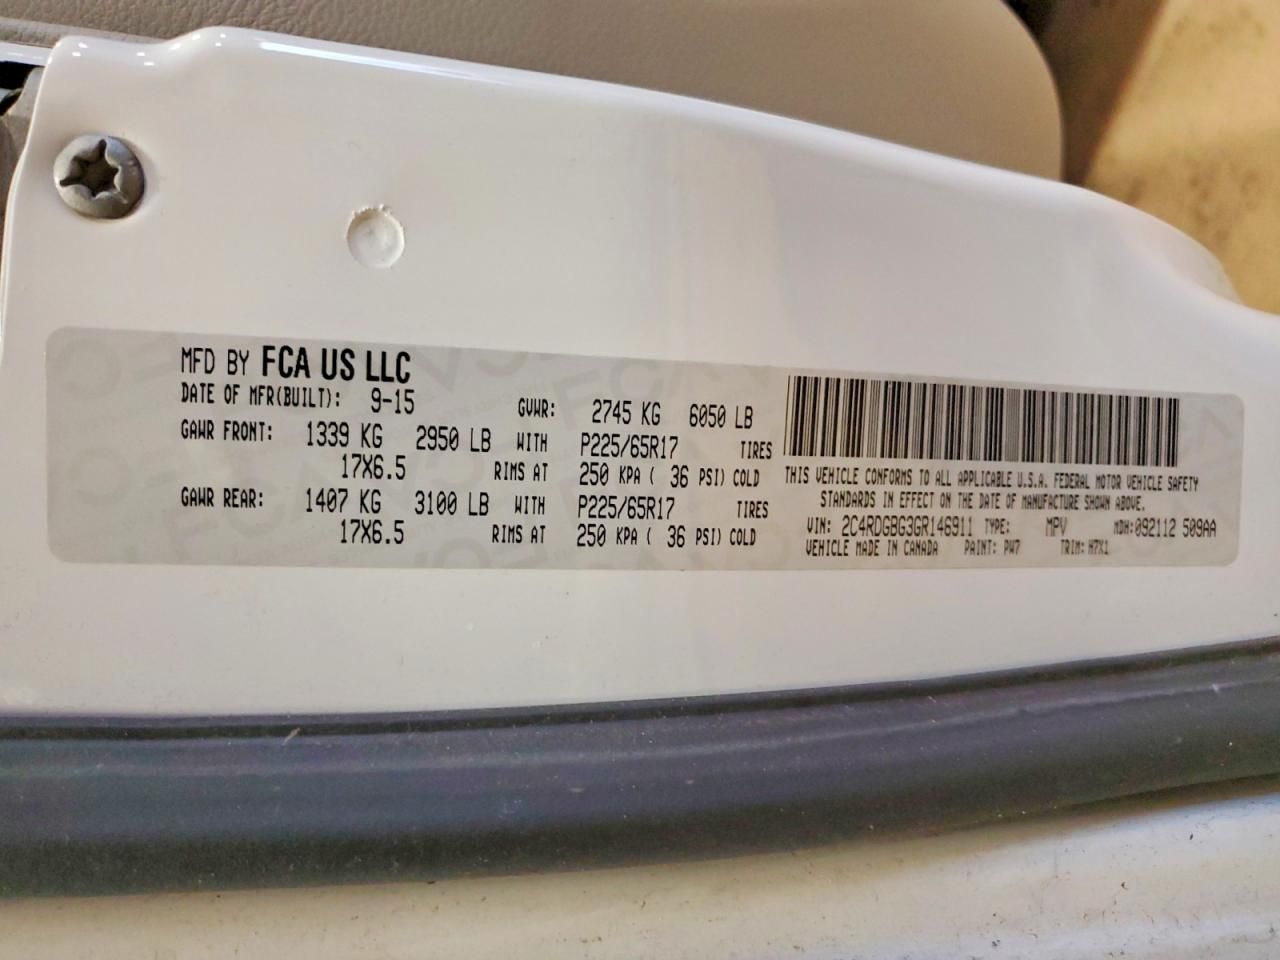 MFD BY FCA US LLC
DATE OF MFR(BUILT): 9-15 GVWR: 2745 KG 6050 LB
GAWR FRONT: 1339 KG 2950 LB WITH P225/65R17 TIRES
17X6.5 RIMS AT 250 KPA ( 36 PSI) COLD
GAWR REAR: 1407 KG 3100 LB WITH P225/65R17 TIRES
17X6.5 RIMS AT 250 KPA ( 36 PSI) COLD
THIS VEHICLE CONFORMS TO ALL APPLICABLE U.S.A. FEDERAL MOTOR VEHICLE SAFETY
STANDARDS IN EFFECT ON THE DATE OF MANUFACTURE SHOWN ABOVE.
VIN: 2C4RDGBG3GR146911 TYPE: MPV MDH:092112 509AA
VEHICLE MADE IN CANADA PAINT: PW7 TRIM: H7X1